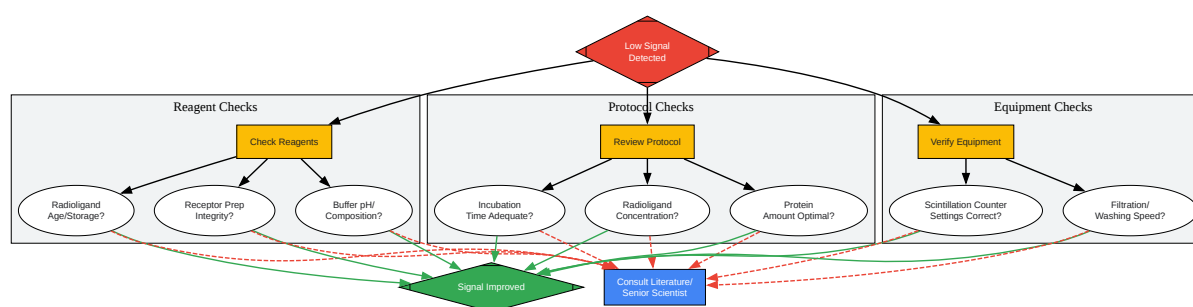 Low Signal
Detected
Reagent Checks
Protocol Checks
Equipment Checks
Check Reagents
Review Protocol
Verify Equipment
Radioligand
Age/Storage?
Receptor Prep
Integrity?
Buffer pH/
Composition?
Incubation
Time Adequate?
Radioligand
Concentration?
Protein
Amount Optimal?
Scintillation Counter
Settings Correct?
Filtration/
Washing Speed?
Signal Improved
Consult Literature/
Senior Scientist